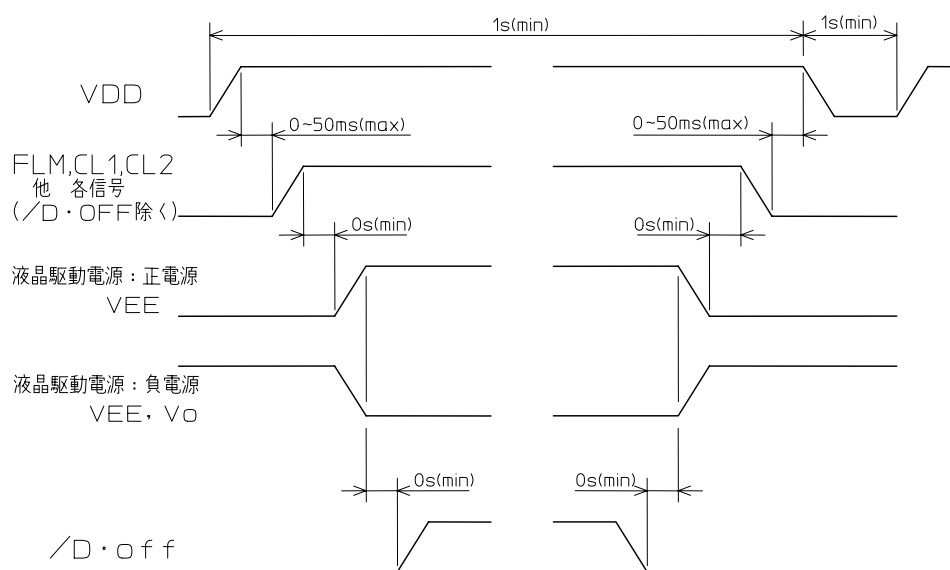 1s(min)
1s(min)
VDD
0~50ms(max)
0~50ms(max)
FLM,CL1,CL2
他 各信号
(/D・OFF除く)
0s(min)
0s(min)
液晶駆動電源:正電源
VEE
液晶駆動電源:負電源
VEE, Vo
0s(min)
0s(min)
/D・off